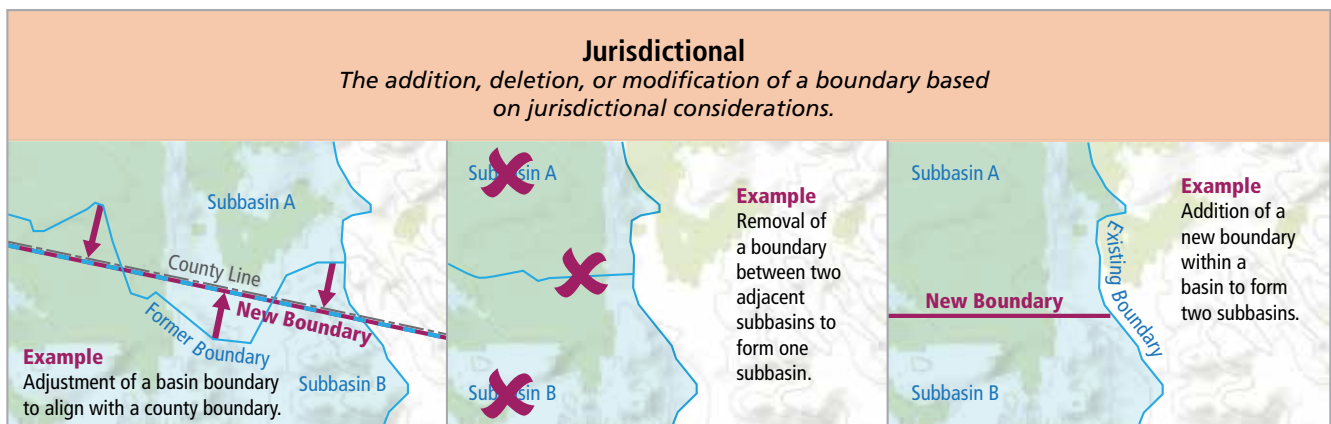 Jurisdictional
The addition, deletion, or modification of a boundary based
on jurisdictional considerations.
Subbasin A
County Line
New Boundary
Former Boundary
Subbasin B
Example
Adjustment of a basin boundary
to align with a county boundary.
Subbasin A
Subbasin B
Example
Removal of
a boundary
between two
adjacent
subbasins to
form one
subbasin.
Subbasin A
Existing Boundary
New Boundary
Subbasin B
Example
Addition of a
new boundary
within a
basin to form
two subbasins.